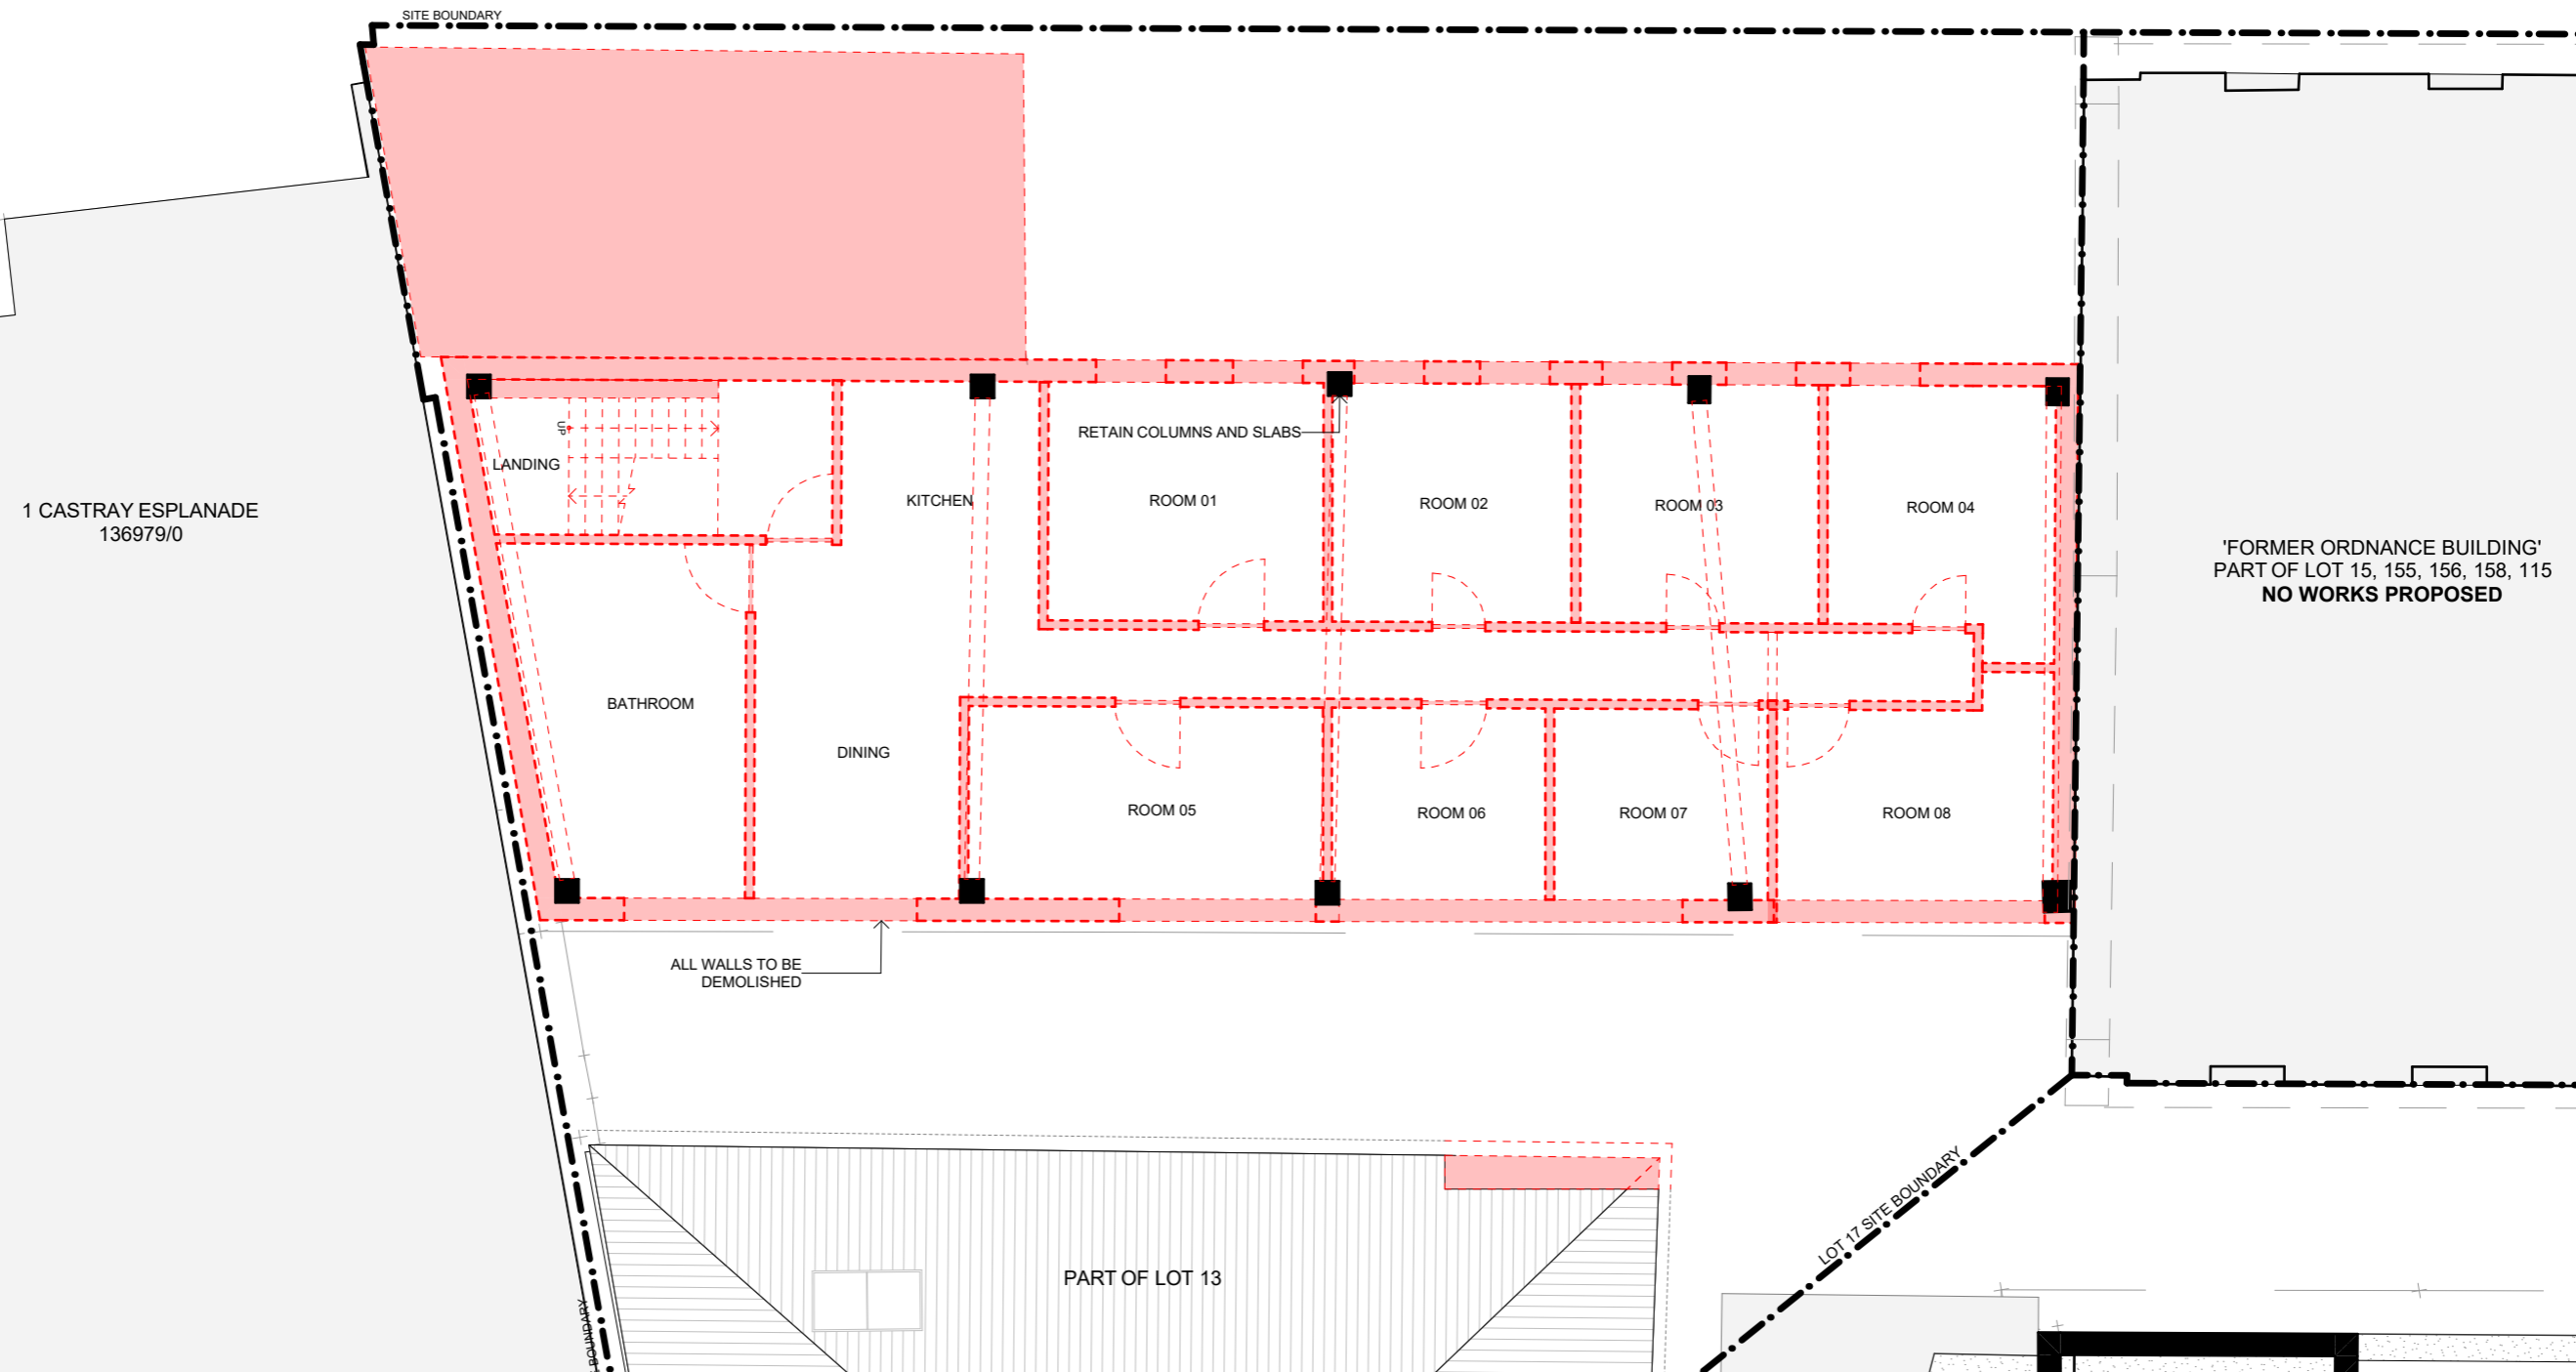 SITE BOUNDARY
UP
RETAIN COLUMNS AND SLABS
LANDING
KITCHEN
ROOM 01
ROOM 02
ROOM 03
ROOM 04
1 CASTRAY ESPLANADE
136979/0
'FORMER ORDNANCE BUILDING'
PART OF LOT 15, 155, 156, 158, 115
NO WORKS PROPOSED
BATHROOM
DINING
ROOM 05
ROOM 06
ROOM 07
ROOM 08
ALL WALLS TO BE
DEMOLISHED
LOT 17 SITE BOUNDARY
PART OF LOT 13
BOUNDARY